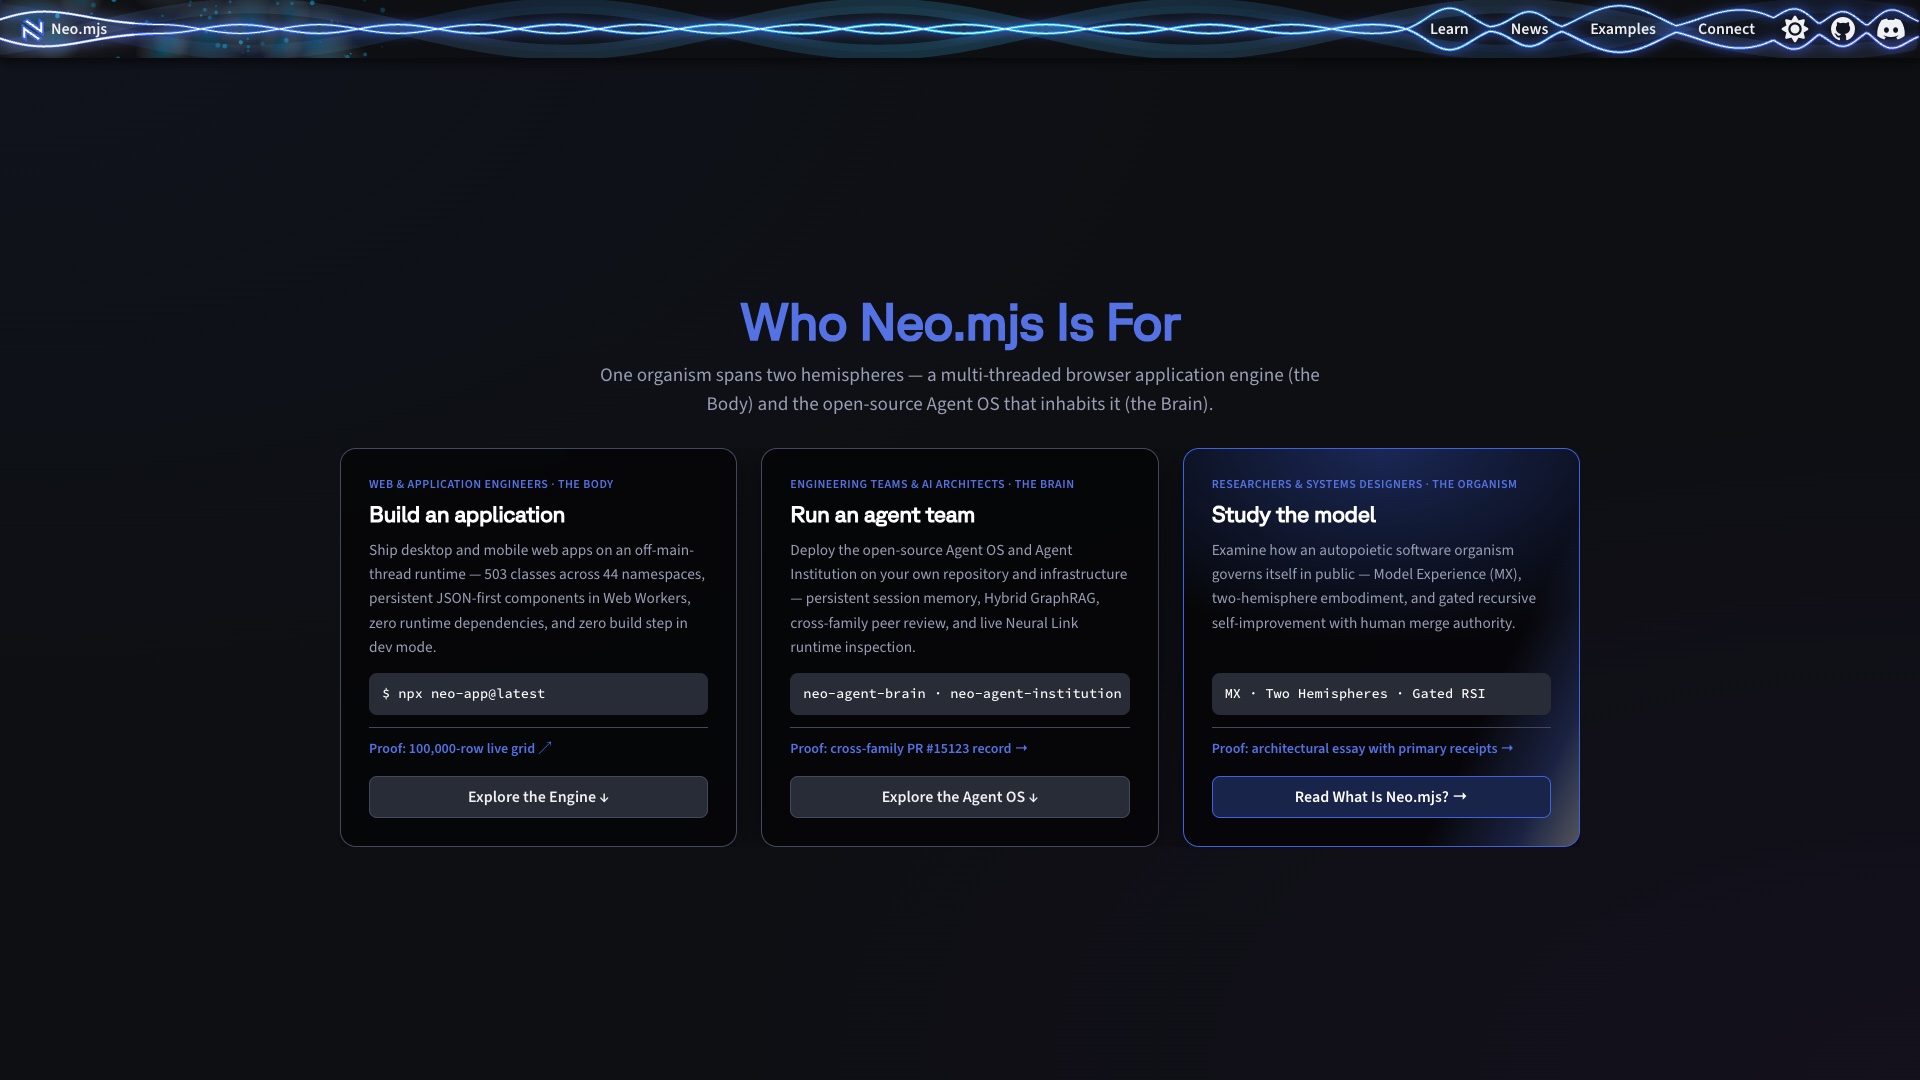 Neo.mjs
Learn
News
Examples
Connect
Who Neo.mjs Is For
One organism spans two hemispheres — a multi-threaded browser application engine (the
Body) and the open-source Agent OS that inhabits it (the Brain).
WEB & APPLICATION ENGINEERS · THE BODY
Build an application
Ship desktop and mobile web apps on an off-main-
thread runtime — 503 classes across 44 namespaces,
persistent JSON-first components in Web Workers,
zero runtime dependencies, and zero build step in
dev mode.
$ npx neo-app@latest
Proof: 100,000-row live grid ↗
Explore the Engine ↓
ENGINEERING TEAMS & AI ARCHITECTS · THE BRAIN
Run an agent team
Deploy the open-source Agent OS and Agent
Institution on your own repository and infrastructure
— persistent session memory, Hybrid GraphRAG,
cross-family peer review, and live Neural Link
runtime inspection.
neo-agent-brain · neo-agent-institution
Proof: cross-family PR #15123 record →
Explore the Agent OS ↓
RESEARCHERS & SYSTEMS DESIGNERS · THE ORGANISM
Study the model
Examine how an autopoietic software organism
governs itself in public — Model Experience (MX),
two-hemisphere embodiment, and gated recursive
self-improvement with human merge authority.
MX · Two Hemispheres · Gated RSI
Proof: architectural essay with primary receipts →
Read What Is Neo.mjs? →